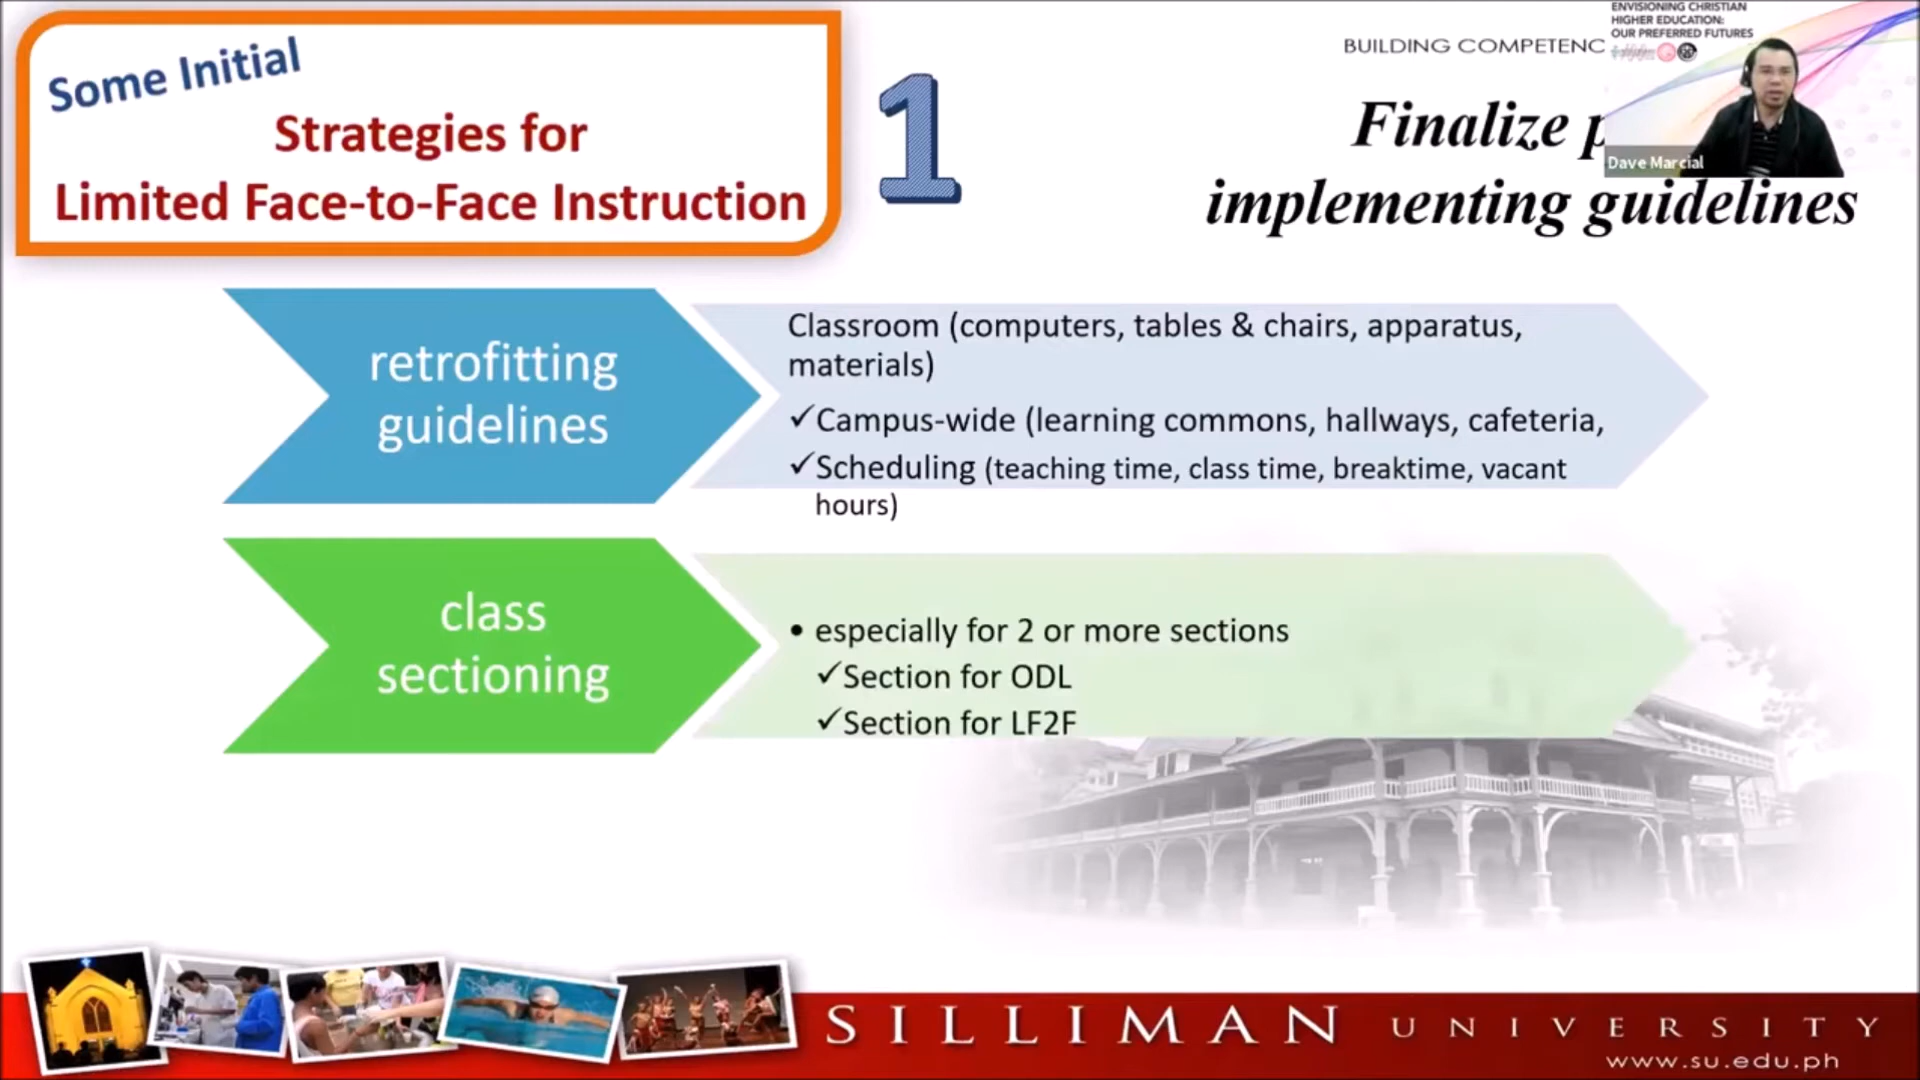 Some Initial
Strategies for
Limited Face-to-Face Instruction
1
BUILDING
Finalize
implementing guidelines
ENVISIONING CHRISTIAN
HIGHER EDUCATION:
OUR PREFERRED FUTURES
Dave Marcial
retrofitting
guidelines
Classroom (computers, tables & chairs, apparatus,
materials)
✓Campus-wide (learning commons, hallways, cafeteria,
✓Scheduling (teaching time, class time, breaktime, vacant
hours)
class
sectioning
• especially for 2 or more sections
✓Section for ODL
✓Section for LF2F
SILLIMAN UNIVERSITY
www.su.edu.ph